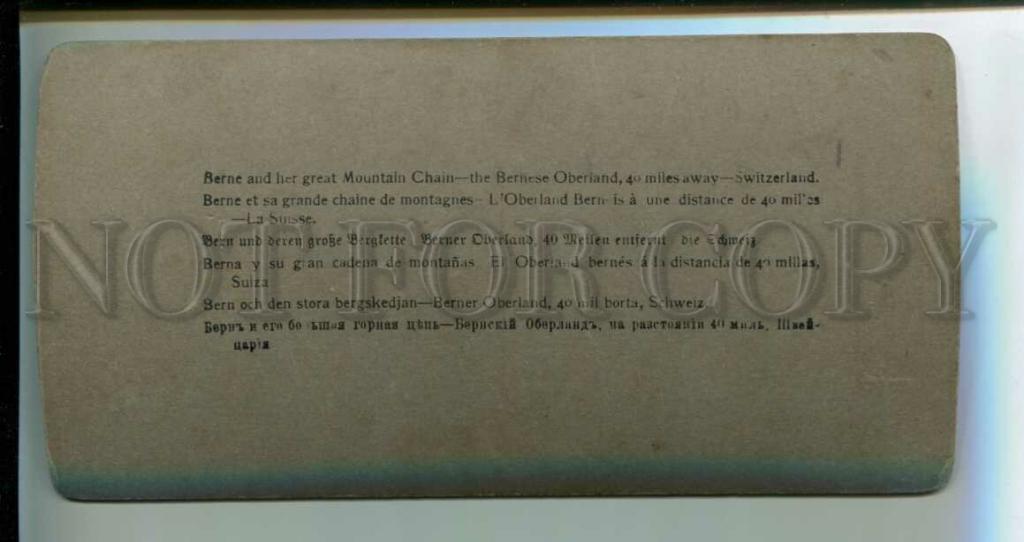 Berne and her great Mountain Chain—the Bernese Oberland, 40 miles away—Switzerland.
Berne et sa grande chaine de montagnes - L'Oberland Bernois à une distance de 40 milles
—La Suisse.
Bern und deren große Bergkette Berner Oberland, 40 Meilen entfernt die Schweiz
Berna y su gran cadena de montañas El Oberland bernés á la distancia de 40 millas,
Suiza
Bern och den stora bergskedjan—Berner Oberland, 40 mil borta, Schweiz.
Бернъ и его большая горная цѣпь—Бернскій Оберландъ, на разстояніи 40 миль, Швей-
царія
NOT FOR COPY